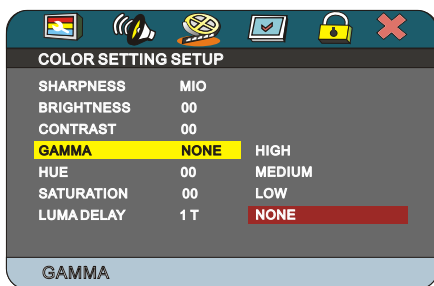 COLOR SETTING SETUP
SHARPNESS MIO
BRIGHTNESS 00
CONTRAST 00
GAMMA NONE HIGH
HUE 00 MEDIUM
SATURATION 00 LOW
LUMA DELAY 1 T NONE
GAMMA